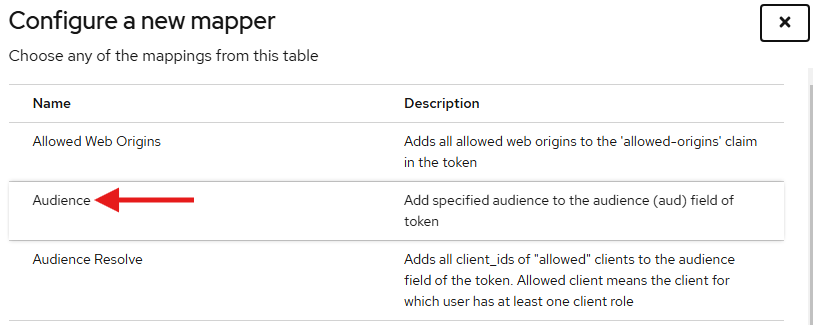 Configure a new mapper
Choose any of the mappings from this table
Name Description
Allowed Web Origins Adds all allowed web origins to the 'allowed-origins' claim
in the token
Audience Add specified audience to the audience (aud) field of
token
Audience Resolve Adds all client_ids of "allowed" clients to the audience
field of the token. Allowed client means the client for
which user has at least one client role